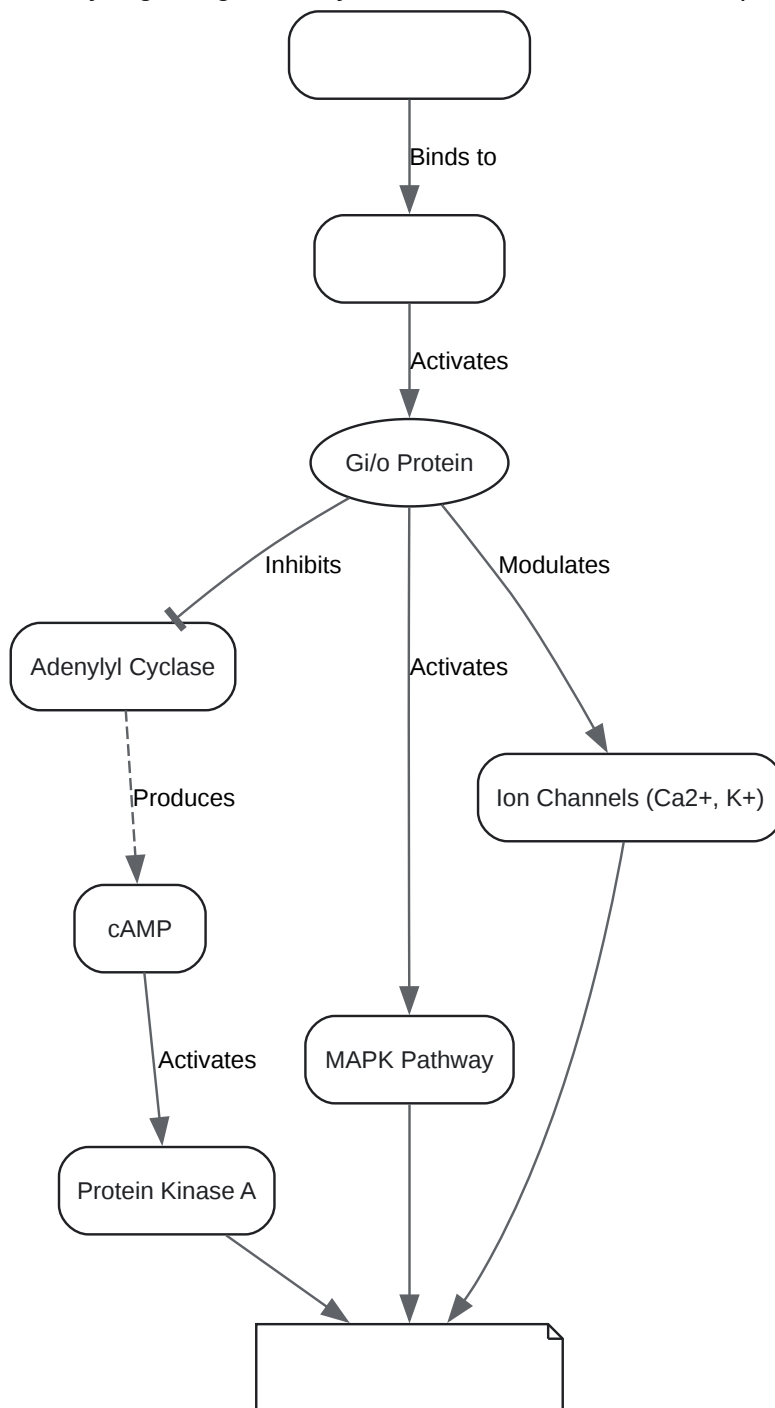 Binds to
Activates
Gi/o Protein
Inhibits
Modulates
Adenylyl Cyclase
Activates
Produces
Ion Channels (Ca2+, K+)
cAMP
Activates
MAPK Pathway
Protein Kinase A